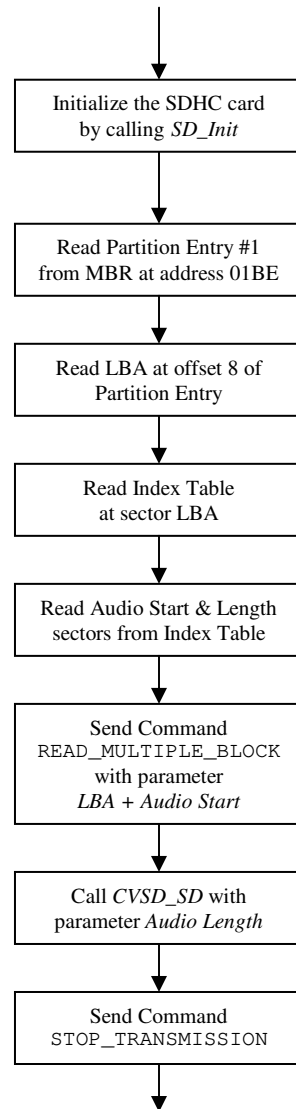 Initialize the SDHC card
by calling SD_Init
Read Partition Entry #1
from MBR at address 01BE
Read LBA at offset 8 of
Partition Entry
Read Index Table
at sector LBA
Read Audio Start & Length
sectors from Index Table
Send Command
READ_MULTIPLE_BLOCK
with parameter
LBA + Audio Start
Call CVSD_SD with
parameter Audio Length
Send Command
STOP_TRANSMISSION